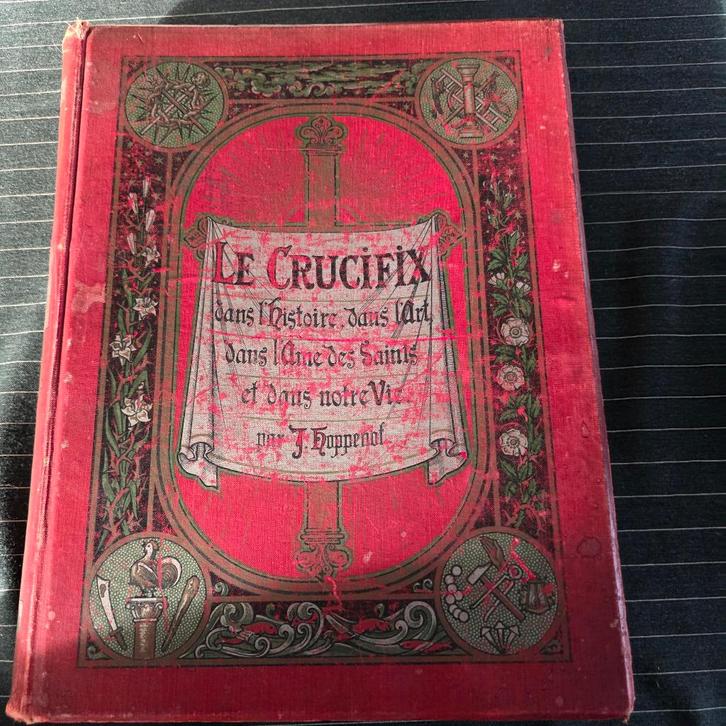 LE CRUCIFIX
dans l'histoire, dans l'Art,
dans l'Ame des Saints
et dans notre Vie.
par J. Hoppenot